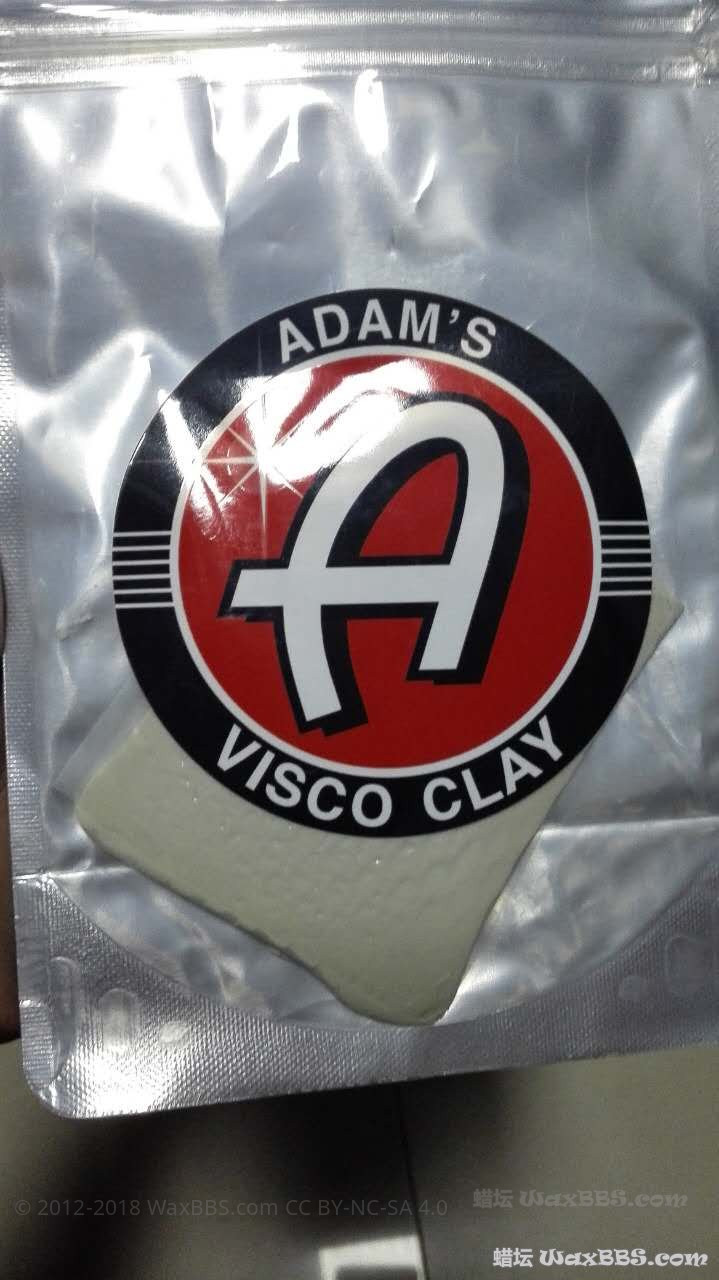 ADAM'S
A
VISCO CLAY
© 2012-2018 WaxBBS.com CC BY-NC-SA 4.0
蜡坛 WaxBBS.com
蜡坛 WaxBBS.com